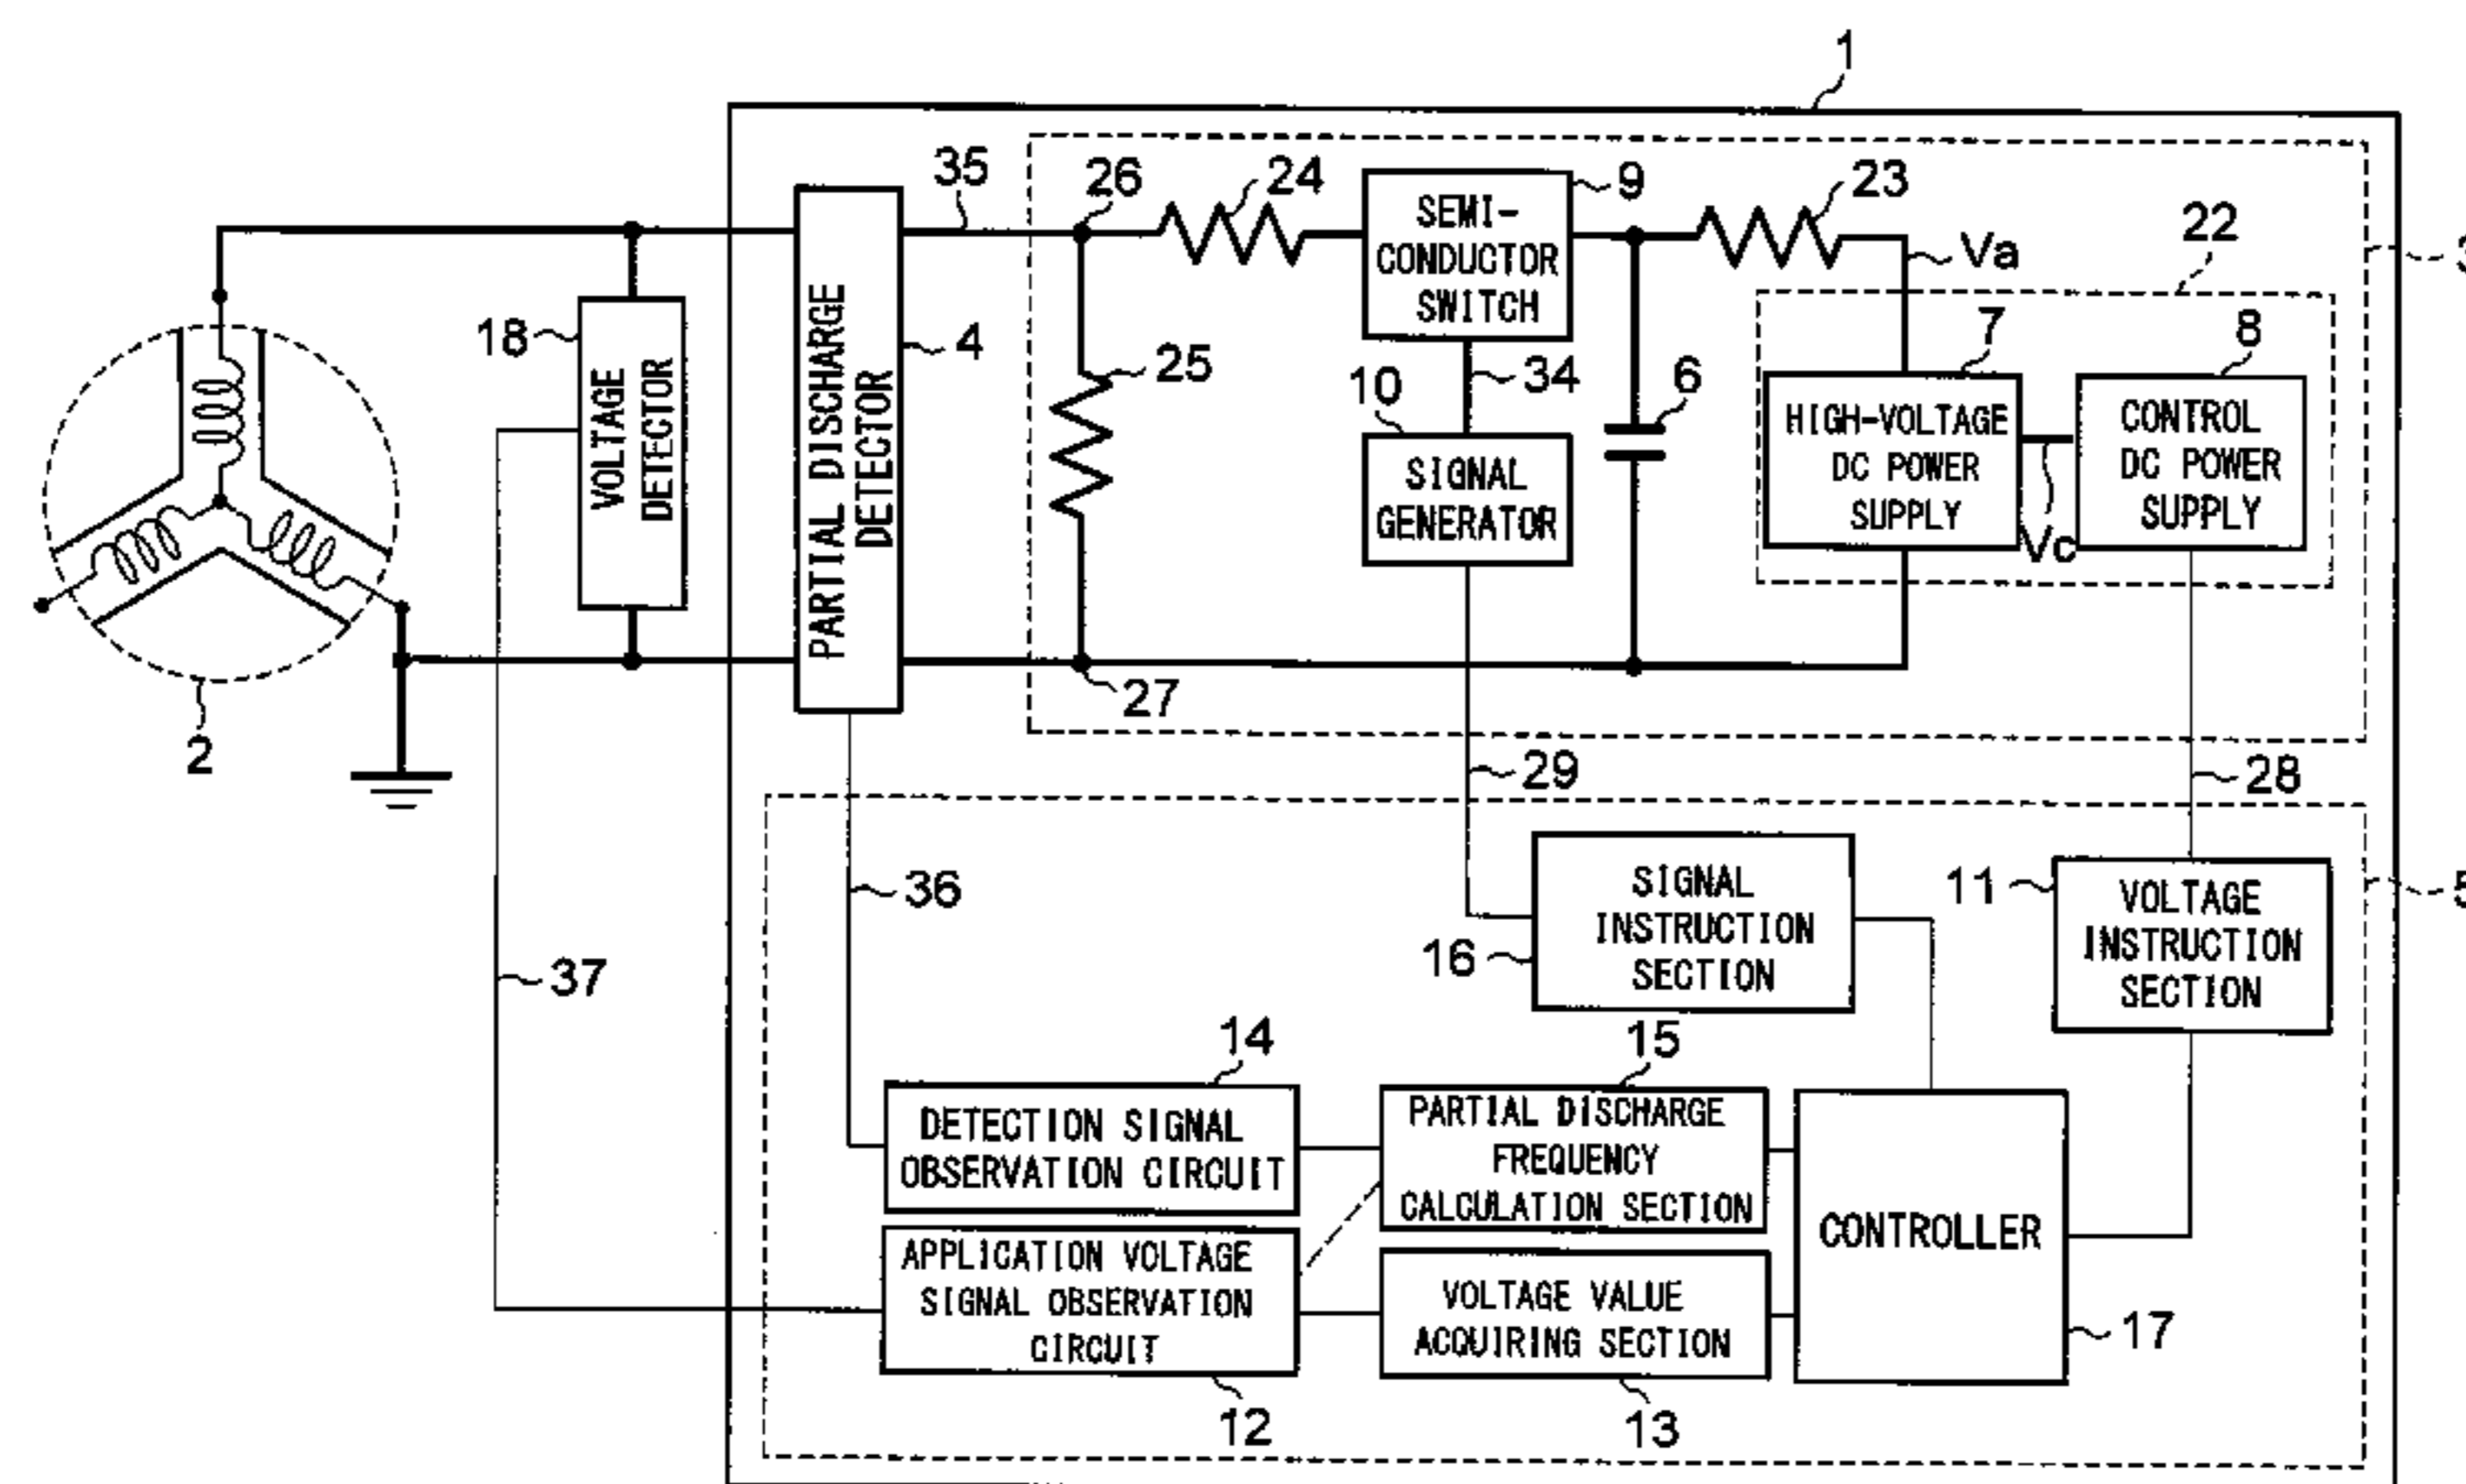 1
35
26
24
9
23
22
3
SEMI-
CONDUCTOR
SWITCH
Va
18
VOLTAGE
DETECTOR
PARTIAL DISCHARGE
DETECTOR
4
25
10
34
6
7
8
SIGNAL
GENERATOR
HIGH-VOLTAGE
DC POWER
SUPPLY
Vc
CONTROL
DC POWER
SUPPLY
2
27
29
28
36
37
16
SIGNAL
INSTRUCTION
SECTION
11
VOLTAGE
INSTRUCTION
SECTION
5
14
15
DETECTION SIGNAL
OBSERVATION CIRCUIT
PARTIAL DISCHARGE
FREQUENCY
CALCULATION SECTION
CONTROLLER
17
APPLICATION VOLTAGE
SIGNAL OBSERVATION
CIRCUIT
VOLTAGE VALUE
ACQUIRING SECTION
12
13